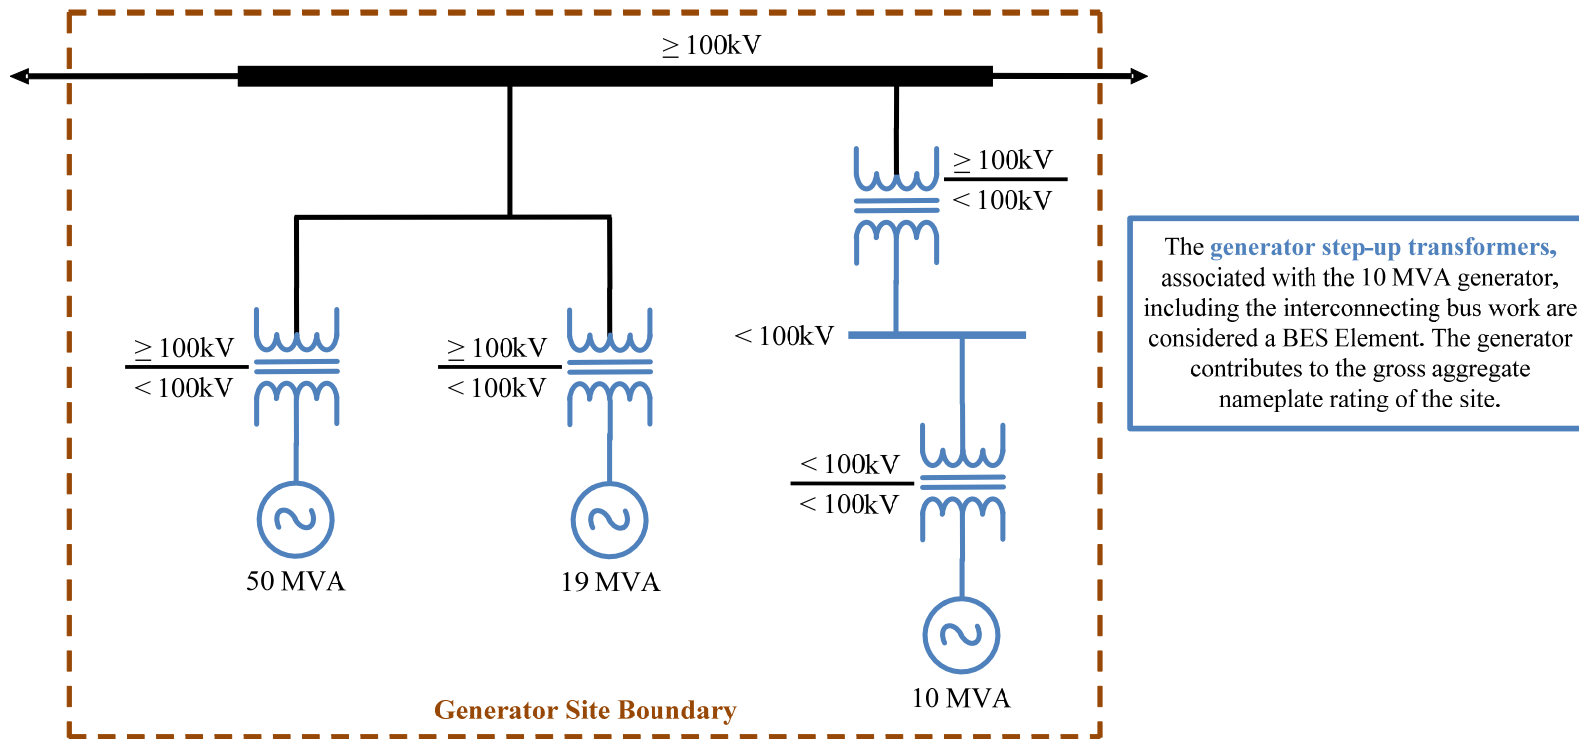 ≥ 100kV
≥ 100kV
< 100kV
The generator step-up transformers,
associated with the 10 MVA generator,
including the interconnecting bus work are
considered a BES Element. The generator
contributes to the gross aggregate
nameplate rating of the site.
≥ 100kV
< 100kV
≥ 100kV
< 100kV
< 100kV
< 100kV
< 100kV
50 MVA
19 MVA
10 MVA
Generator Site Boundary